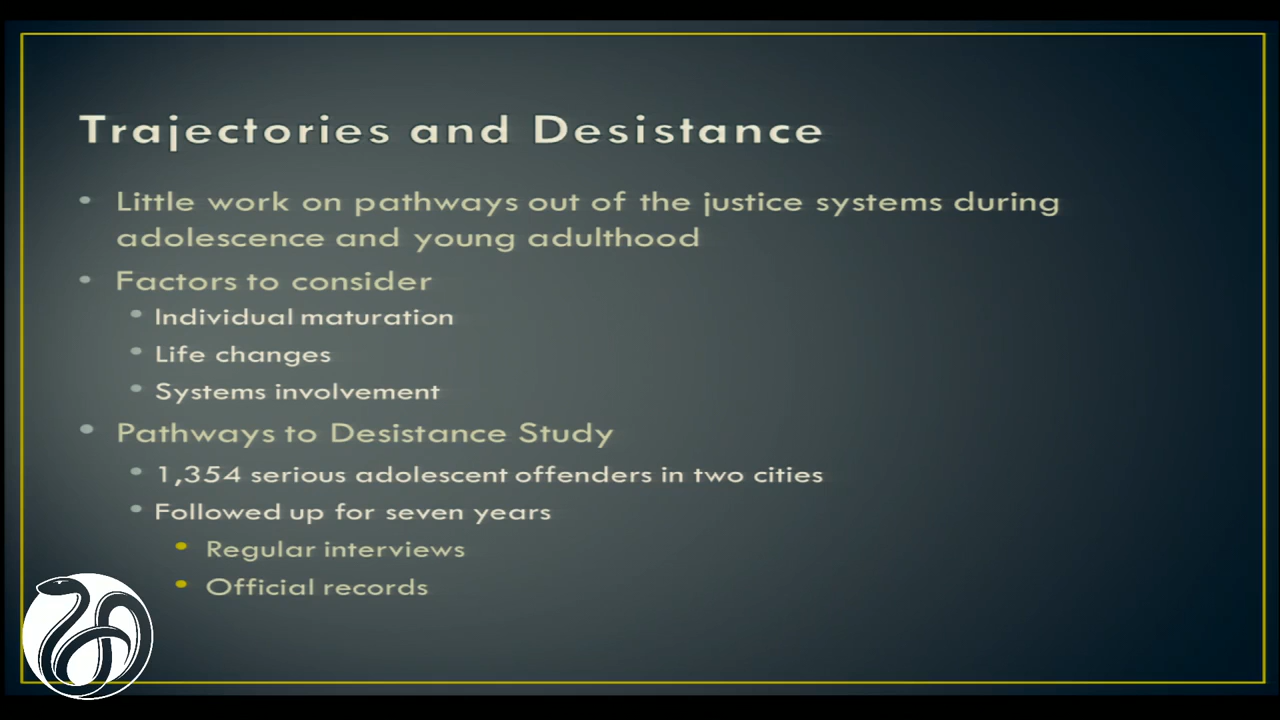 Trajectories and Desistance
• Little work on pathways out of the justice systems during
adolescence and young adulthood
• Factors to consider
• Individual maturation
• Life changes
• Systems involvement
• Pathways to Desistance Study
• 1,354 serious adolescent offenders in two cities
• Followed up for seven years
• Regular interviews
• Official records